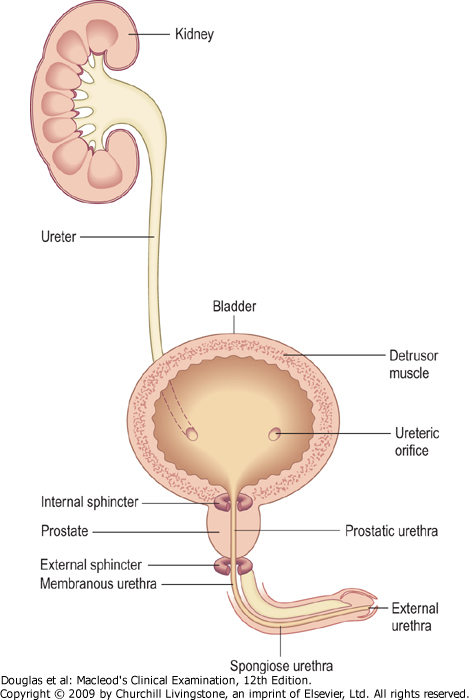 Kidney
Ureter
Bladder
Detrusor
muscle
Ureteric
orifice
Internal sphincter
Prostate
Prostatic urethra
External sphincter
Membranous urethra
External
urethra
Spongiose urethra
Douglas et al: Macleod's Clinical Examination, 12th Edition.
Copyright © 2009 by Churchill Livingstone, an imprint of Elsevier, Ltd. All rights reserved.